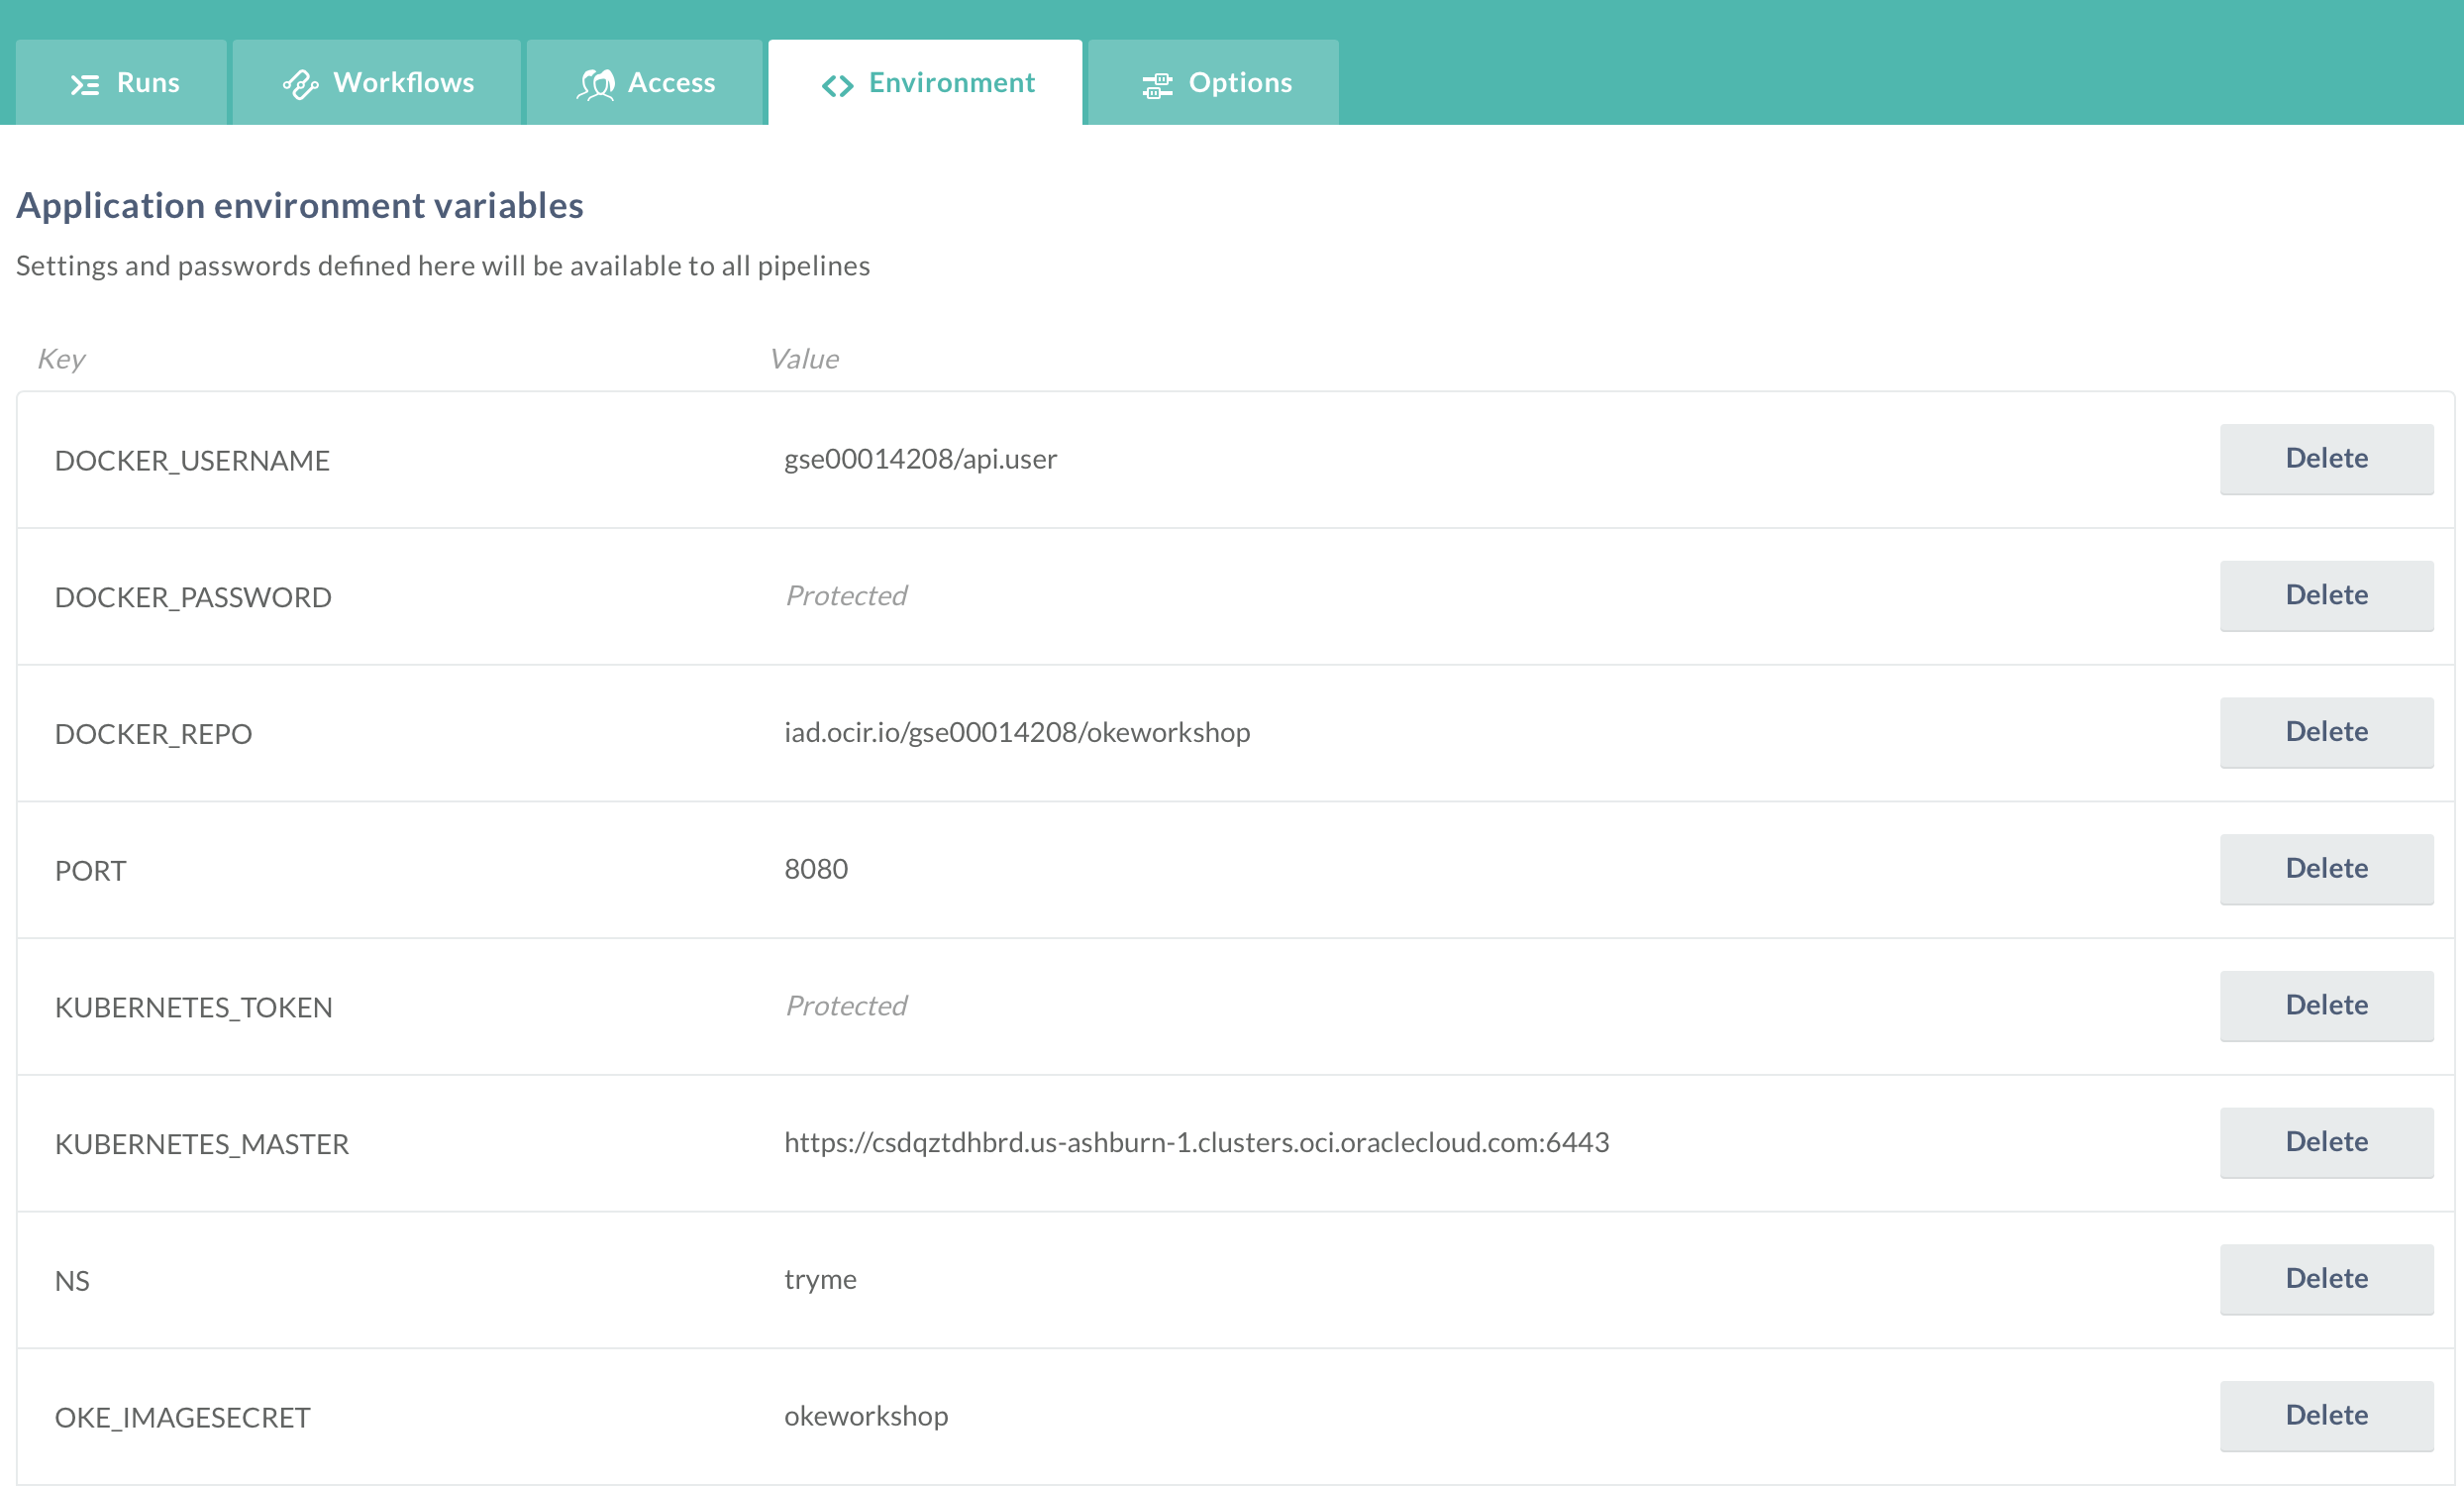 Runs Workflows Access Environment Options
Application environment variables
Settings and passwords defined here will be available to all pipelines
Key Value
DOCKER_USERNAME gse00014208/api.user Delete
DOCKER_PASSWORD Protected Delete
DOCKER_REPO iad.ocir.io/gse00014208/okeworkshop Delete
PORT 8080 Delete
KUBERNETES_TOKEN Protected Delete
KUBERNETES_MASTER https://csdqztdhbrd.us-ashburn-1.clusters.oci.oraclecloud.com:6443 Delete
NS tryme Delete
OKE_IMAGESECRET okeworkshop Delete